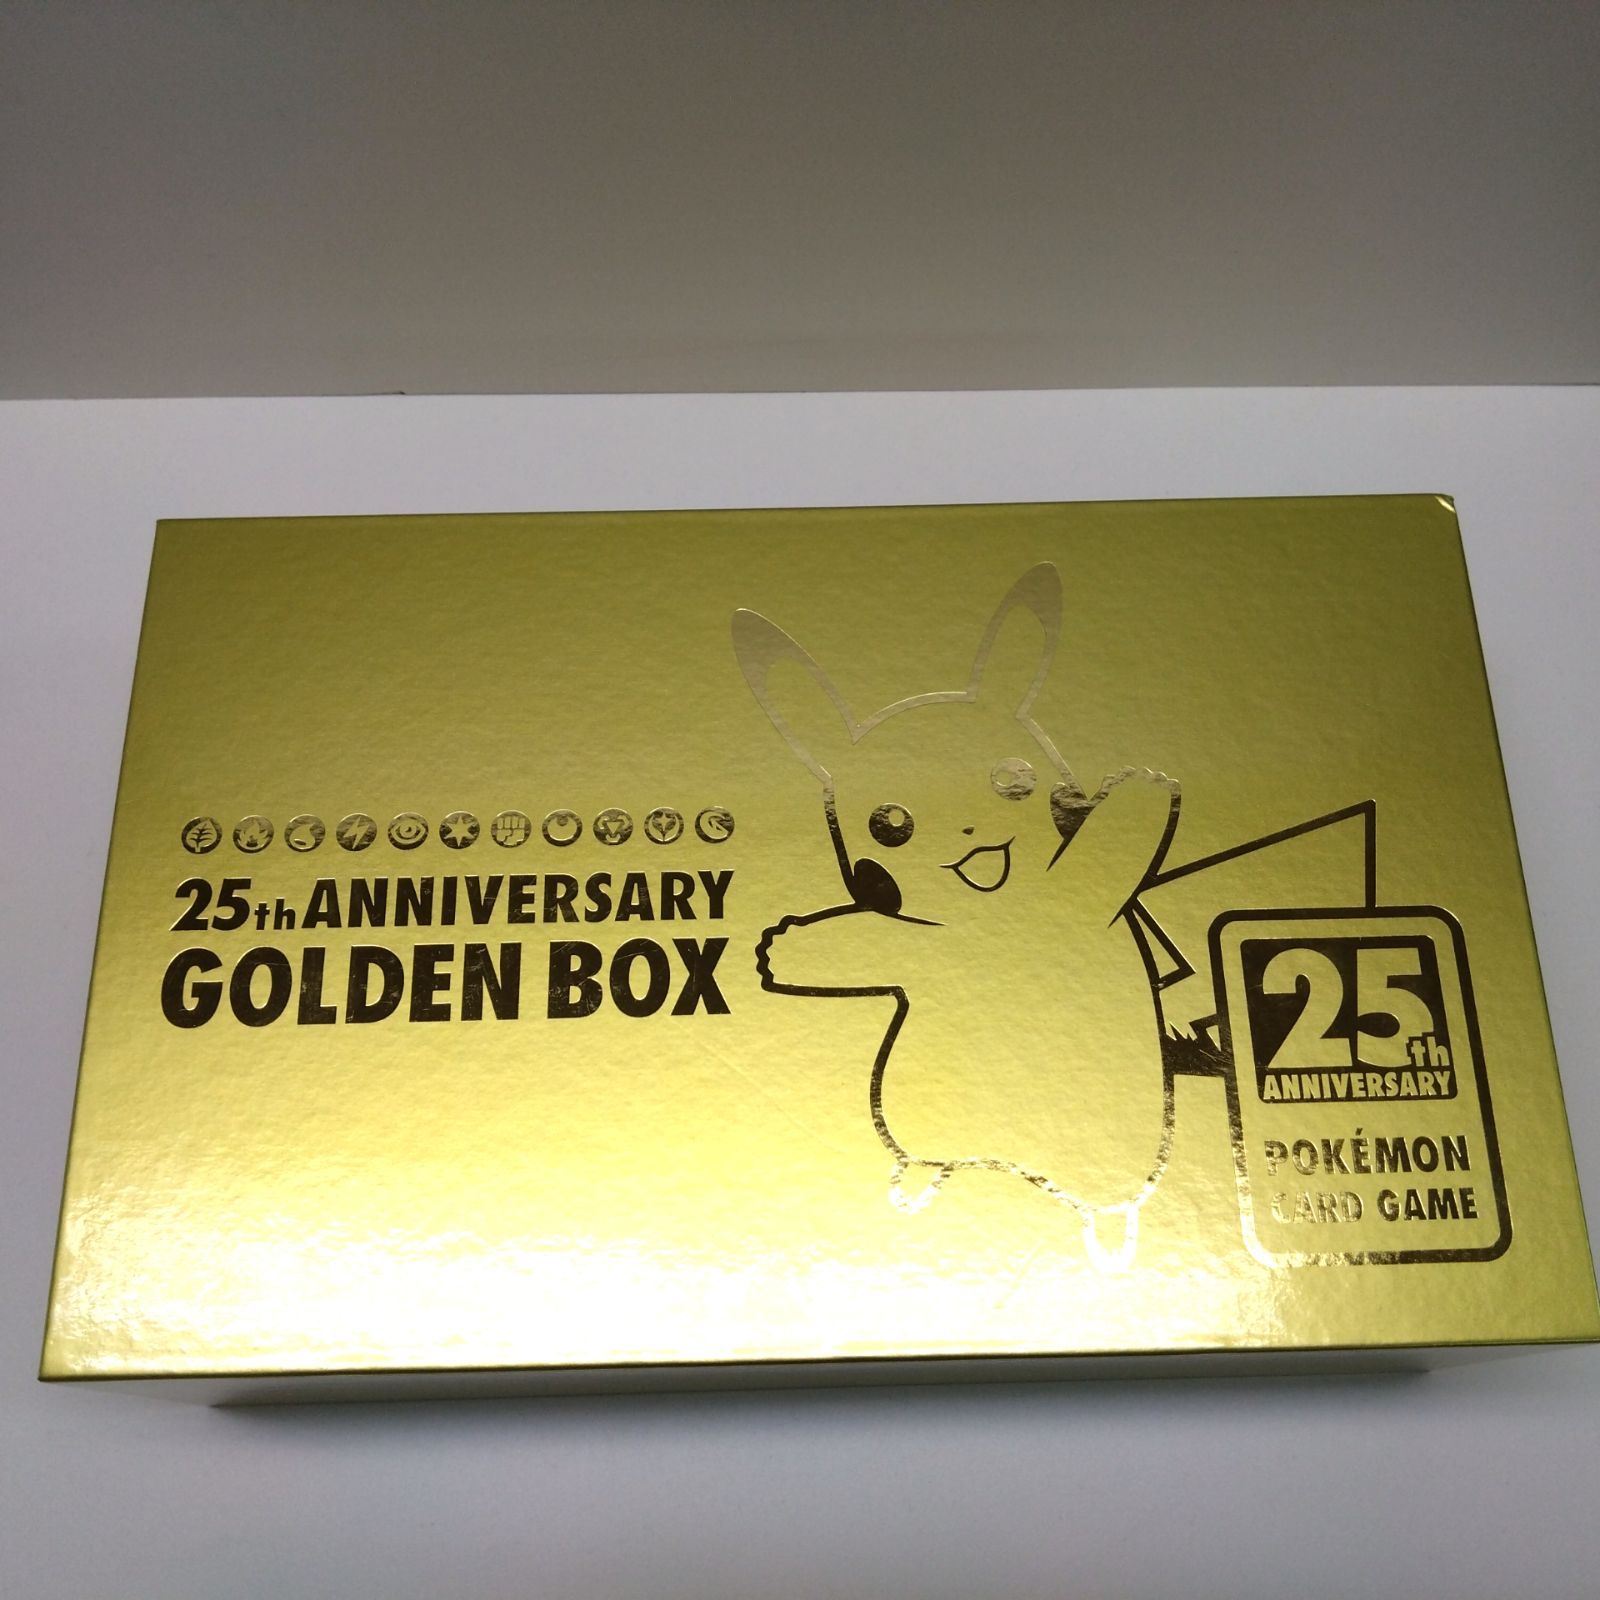 25th ANNIVERSARY
GOLDEN BOX
25th
ANNIVERSARY
POKÉMON
CARD GAME